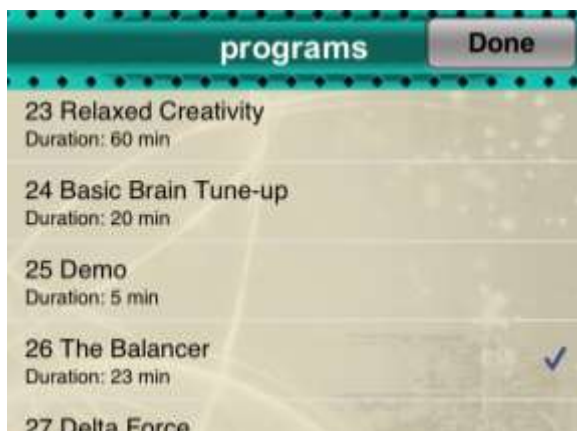 programs
Done
23 Relaxed Creativity
Duration: 60 min
24 Basic Brain Tune-up
Duration: 20 min
25 Demo
Duration: 5 min
26 The Balancer
Duration: 23 min
27 Delta Force